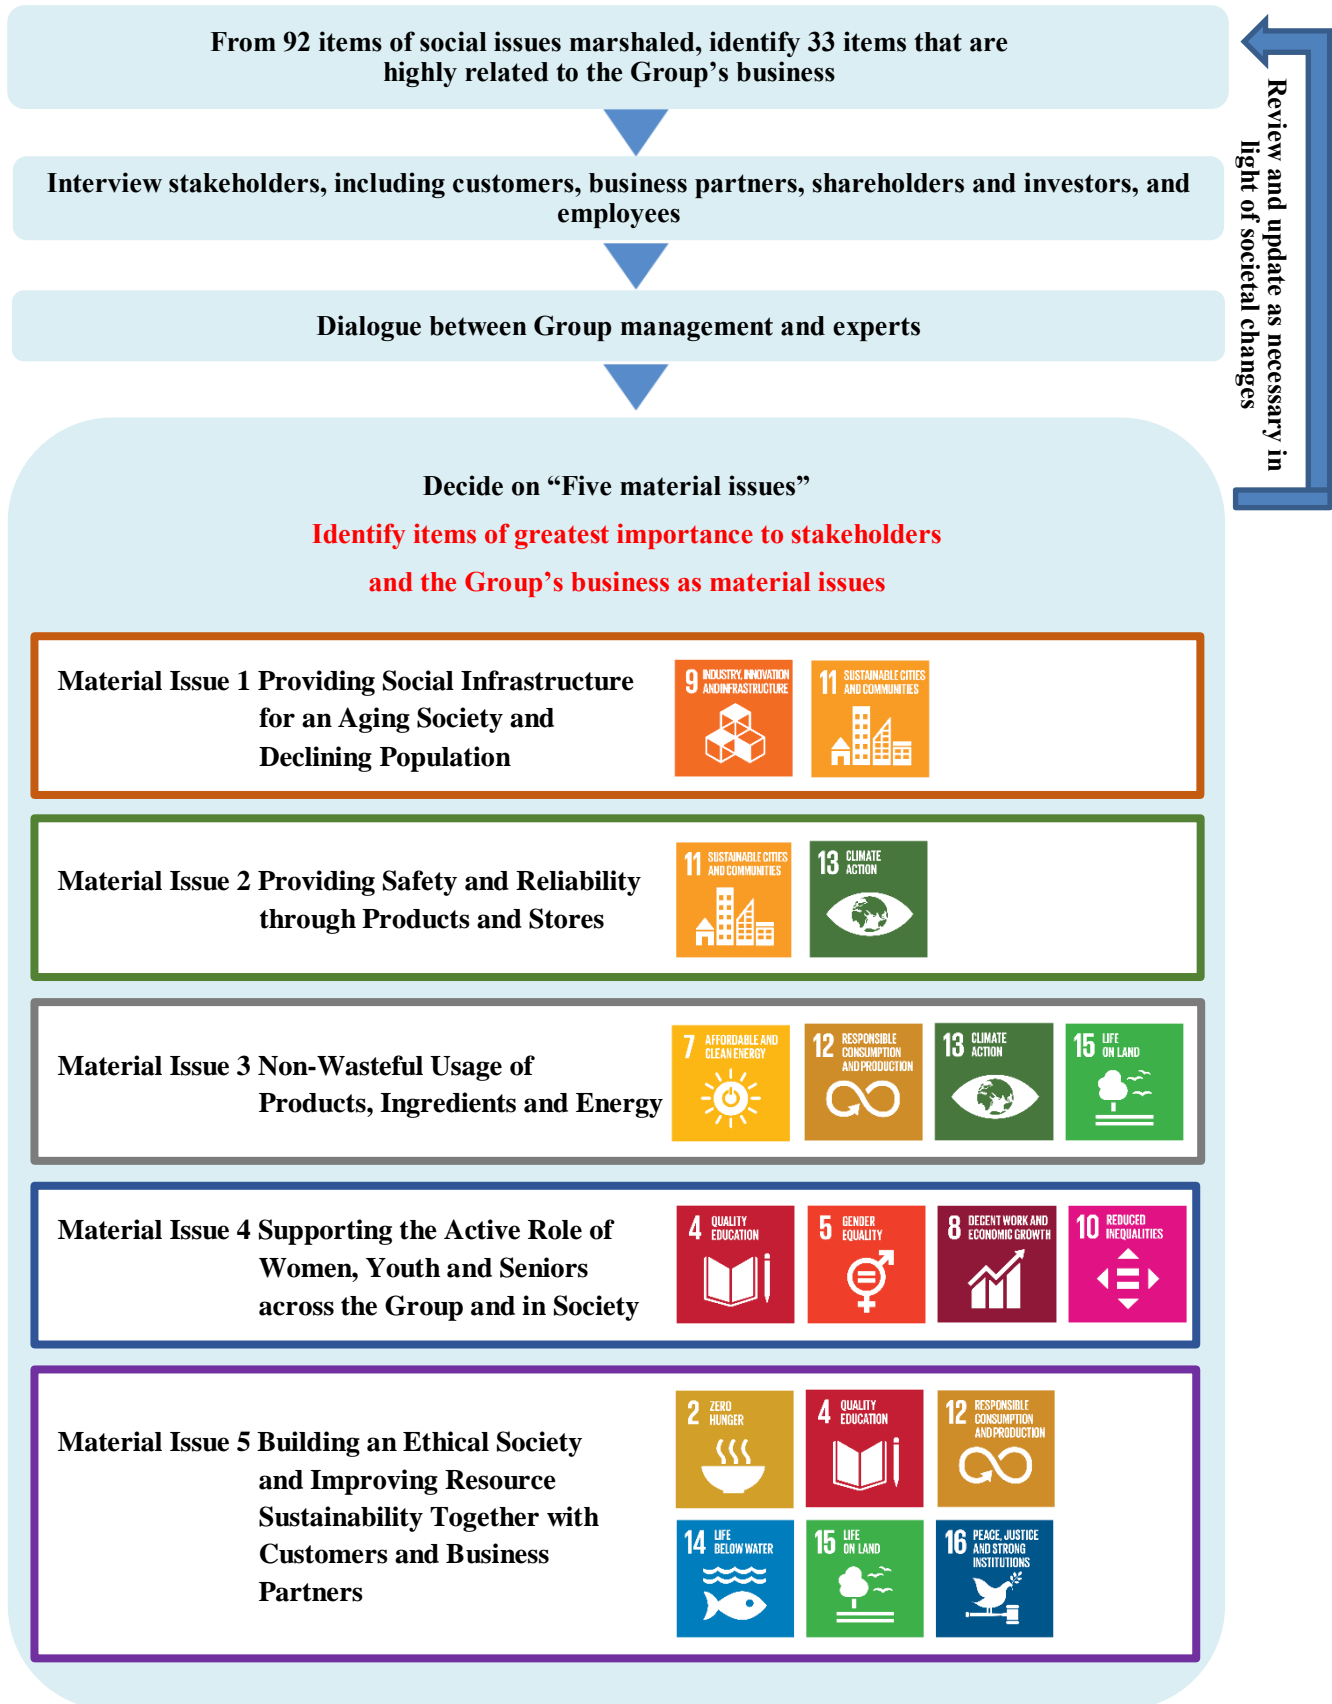 From 92 items of social issues marshaled, identify 33 items that are
highly related to the Group’s business
Interview stakeholders, including customers, business partners, shareholders and investors, and
employees
Dialogue between Group management and experts
Review and update as necessary in
light of societal changes
Decide on “Five material issues”
Identify items of greatest importance to stakeholders
and the Group’s business as material issues
Material Issue 1 Providing Social Infrastructure
for an Aging Society and
Declining Population
9 INDUSTRY, INNOVATION
AND INFRASTRUCTURE
11 SUSTAINABLE CITIES
AND COMMUNITIES
Material Issue 2 Providing Safety and Reliability
through Products and Stores
11 SUSTAINABLE CITIES
AND COMMUNITIES
13 CLIMATE
ACTION
Material Issue 3 Non-Wasteful Usage of
Products, Ingredients and Energy
7 AFFORDABLE AND
CLEAN ENERGY
12 RESPONSIBLE
CONSUMPTION
AND PRODUCTION
13 CLIMATE
ACTION
15 LIFE
ON LAND
Material Issue 4 Supporting the Active Role of
Women, Youth and Seniors
across the Group and in Society
4 QUALITY
EDUCATION
5 GENDER
EQUALITY
8 DECENT WORK AND
ECONOMIC GROWTH
10 REDUCED
INEQUALITIES
Material Issue 5 Building an Ethical Society
and Improving Resource
Sustainability Together with
Customers and Business
Partners
2 ZERO
HUNGER
4 QUALITY
EDUCATION
12 RESPONSIBLE
CONSUMPTION
AND PRODUCTION
14 LIFE
BELOW WATER
15 LIFE
ON LAND
16 PEACE, JUSTICE
AND STRONG
INSTITUTIONS